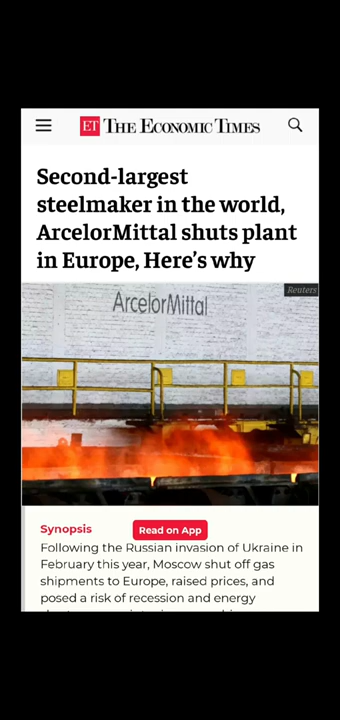 ET THE ECONOMIC TIMES
Second-largest
steelmaker in the world,
ArcelorMittal shuts plant
in Europe, Here's why
Reuters
ArcelorMittal
Synopsis
Read on App
Following the Russian invasion of Ukraine in
February this year, Moscow shut off gas
shipments to Europe, raised prices, and
posed a risk of recession and energy